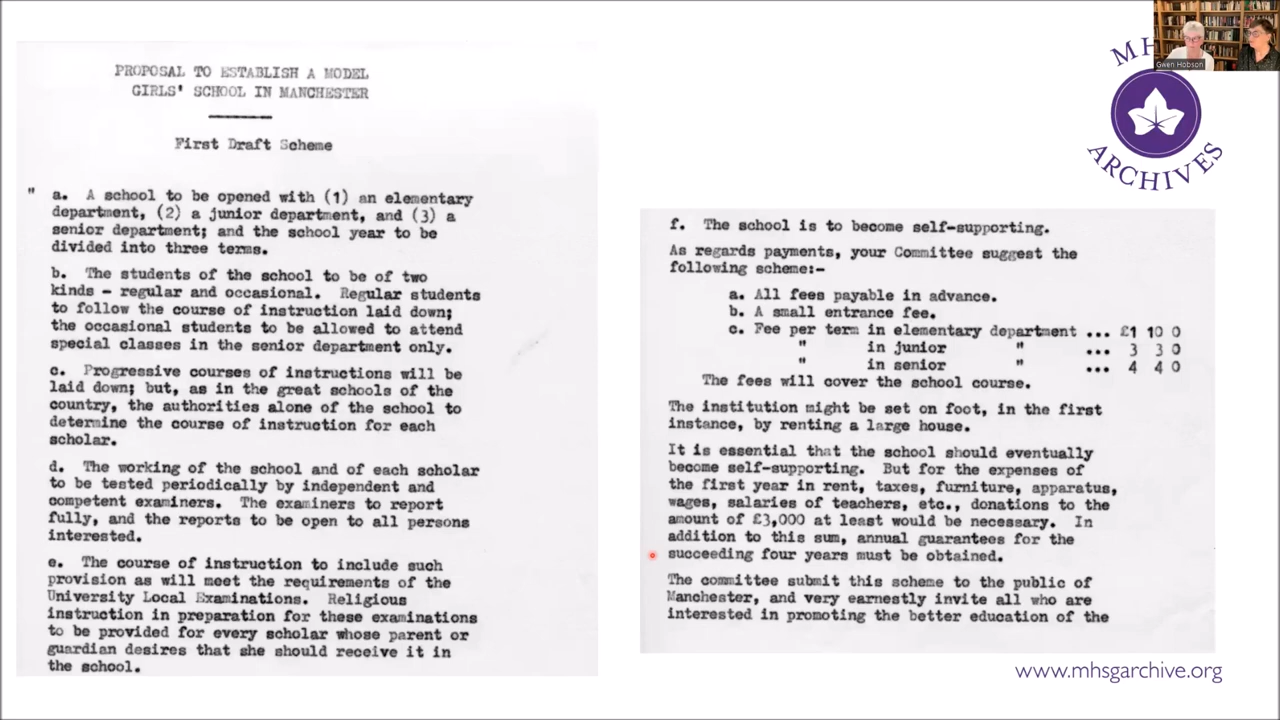 PROPOSAL TO ESTABLISH A MODEL
GIRLS' SCHOOL IN MANCHESTER
First Draft Scheme
" a. A school to be opened with (1) an elementary
department, (2) a junior department, and (3) a
senior department; and the school year to be
divided into three terms.
b. The students of the school to be of two
kinds - regular and occasional. Regular students
to follow the course of instruction laid down;
the occasional students to be allowed to attend
special classes in the senior department only.
c. Progressive courses of instructions will be
laid down; but, as in the great schools of the
country, the authorities alone of the school to
determine the course of instruction for each
scholar.
d. The working of the school and of each scholar
to be tested periodically by independent and
competent examiners. The examiners to report
fully, and the reports to be open to all persons
interested.
e. The course of instruction to include such
provision as will meet the requirements of the
University Local Examinations. Religious
instruction in preparation for these examinations
to be provided for every scholar whose parent or
guardian desires that she should receive it in
the school.
f. The school is to become self-supporting.
As regards payments, your Committee suggest the
following scheme:-
a. All fees payable in advance.
b. A small entrance fee.
c. Fee per term in elementary department ... £1 10 0
" in junior " ... 3 3 0
" in senior " ... 4 4 0
The fees will cover the school course.
The institution might be set on foot, in the first
instance, by renting a large house.
It is essential that the school should eventually
become self-supporting. But for the expenses of
the first year in rent, taxes, furniture, apparatus,
wages, salaries of teachers, etc., donations to the
amount of £3,000 at least would be necessary. In
addition to this sum, annual guarantees for the
succeeding four years must be obtained.
The committee submit this scheme to the public of
Manchester, and very earnestly invite all who are
interested in promoting the better education of the
Gwen Hobson
MH
ARCHIVES
www.mhsgarchive.org